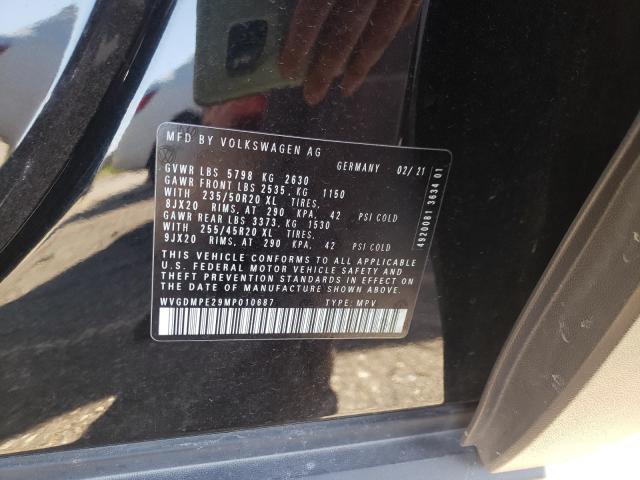 MFD BY VOLKSWAGEN AG
GERMANY 02/21
GVWR LBS 5798 KG 2630
GAWR FRONT LBS 2535, KG 1150
WITH 235/50R20 XL TIRES,
8JX20 RIMS, AT 290 KPA, 42 PSI COLD
GAWR REAR LBS 3373, KG 1530
WITH 255/45R20 XL TIRES,
9JX20 RIMS, AT 290 KPA, 42 PSI COLD
THIS VEHICLE CONFORMS TO ALL APPLICABLE
U.S. FEDERAL MOTOR VEHICLE SAFETY AND
THEFT PREVENTION STANDARDS IN EFFECT ON
THE DATE OF MANUFACTURE SHOWN ABOVE.
WVGDMPE29MP010687 TYPE: MPV
4920081 3634 01